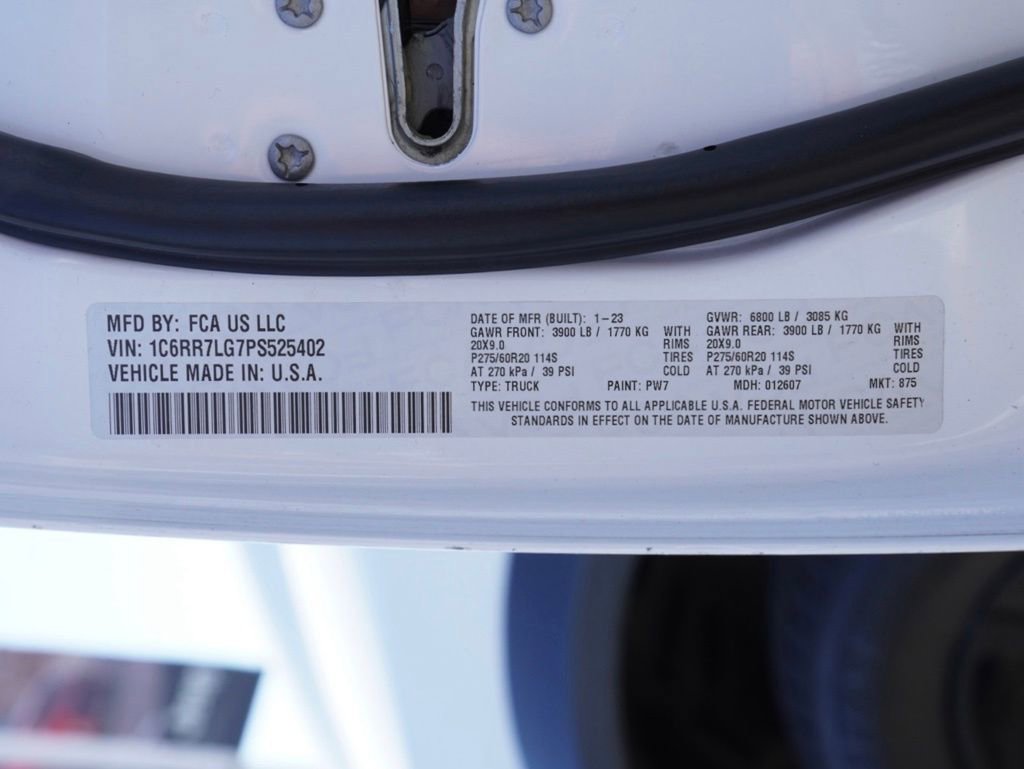 MFD BY: FCA US LLC
VIN: 1C6RR7LG7PS525402
VEHICLE MADE IN: U.S.A.
DATE OF MFR (BUILT): 1-23 GVWR: 6800 LB / 3085 KG
GAWR FRONT: 3900 LB / 1770 KG WITH GAWR REAR: 3900 LB / 1770 KG WITH
20X9.0 RIMS 20X9.0 RIMS
P275/60R20 114S TIRES P275/60R20 114S TIRES
AT 270 kPa / 39 PSI COLD AT 270 kPa / 39 PSI COLD
TYPE: TRUCK PAINT: PW7 MDH: 012607 MKT: 875
THIS VEHICLE CONFORMS TO ALL APPLICABLE U.S.A. FEDERAL MOTOR VEHICLE SAFETY
STANDARDS IN EFFECT ON THE DATE OF MANUFACTURE SHOWN ABOVE.